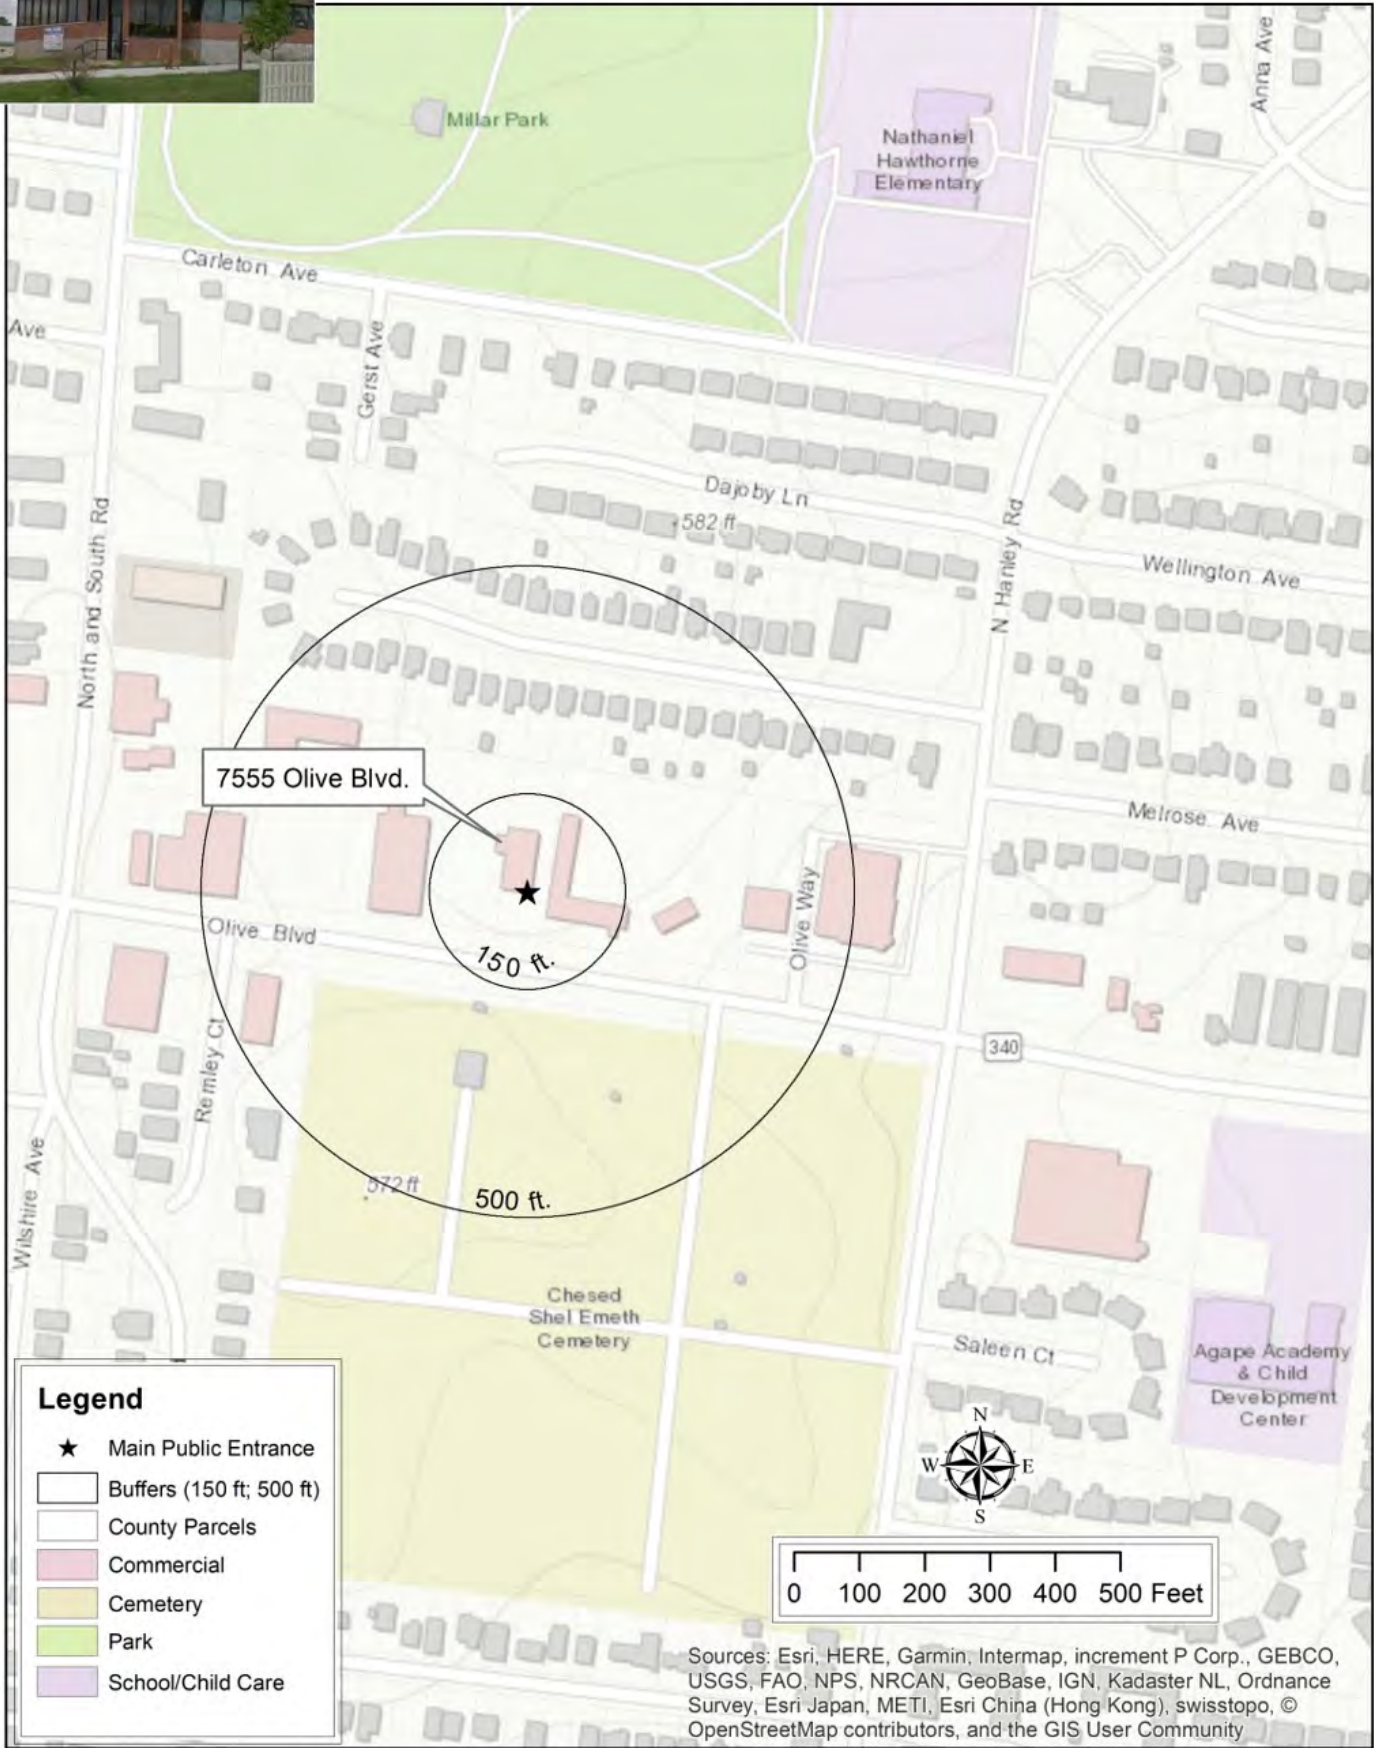 Millar Park
Nathaniel
Hawthorne
Elementary
Anna Ave
Carleton Ave
Ave
Gerst Ave
Dajoby Ln
582 ft
North and South Rd
N Hanley Rd
Wellington Ave
7555 Olive Blvd.
Melrose Ave
Olive Way
Olive Blvd
150 ft.
Remley Ct
340
Wilshire Ave
572 ft
500 ft.
Chesed
Shel Emeth
Cemetery
Saleen Ct
Agape Academy
& Child
Development
Center
Legend
Main Public Entrance
Buffers (150 ft; 500 ft)
County Parcels
Commercial
Cemetery
Park
School/Child Care
N
W E
S
0 100 200 300 400 500 Feet
Sources: Esri, HERE, Garmin, Intermap, increment P Corp., GEBCO,
USGS, FAO, NPS, NRCAN, GeoBase, IGN, Kadaster NL, Ordnance
Survey, Esri Japan, METI, Esri China (Hong Kong), swisstopo, ©
OpenStreetMap contributors, and the GIS User Community